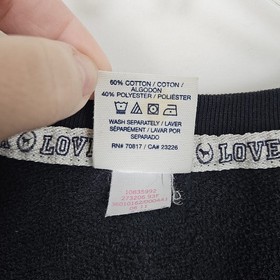 60% COTTON / COTON /
ALGODON
40% POLYESTER / POLIÉSTER
WASH SEPARATELY / LAVER
SÉPARÉMENT / LAVAR POR
SEPARADO
RN# 70817 / CA# 23226
LOVE
LOVE